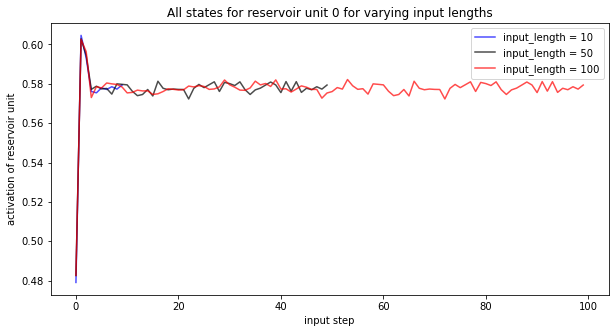 All states for reservoir unit 0 for varying input lengths
input_length = 10
input_length = 50
input_length = 100
activation of reservoir unit
0.60
0.58
0.56
0.54
0.52
0.50
0.48
0
20
40
60
80
100
input step